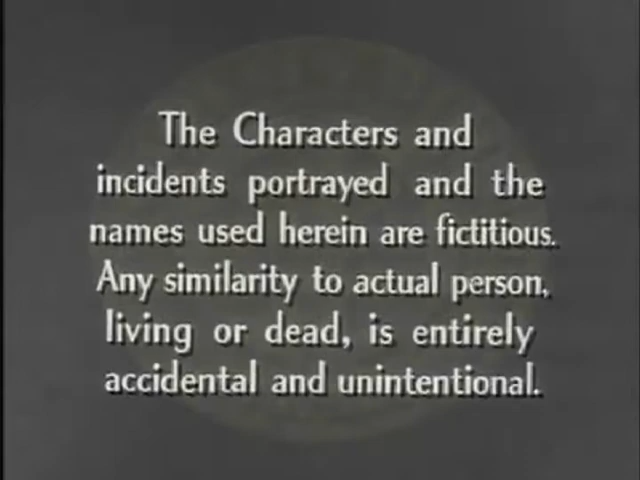 The Characters and
incidents portrayed and the
names used herein are fictitious.
Any similarity to actual person,
living or dead, is entirely
accidental and unintentional.